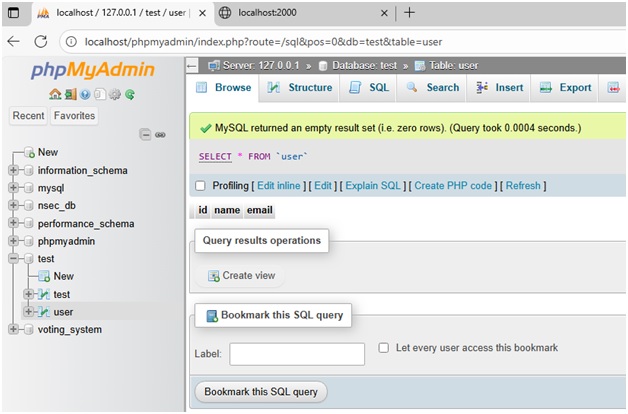 localhost / 127.0.0.1 / test / user |
localhost:2000
localhost/phpmyadmin/index.php?route=/sql&pos=0&db=test&table=user
phpMyAdmin
Recent Favorites
New
information_schema
mysql
nsec_db
performance_schema
phpmyadmin
test
New
test
user
voting_system
Server: 127.0.0.1 » Database: test » Table: user
Browse Structure SQL Search Insert Export
MySQL returned an empty result set (i.e. zero rows). (Query took 0.0004 seconds.)
SELECT * FROM `user`
Profiling [ Edit inline ] [ Edit ] [ Explain SQL ] [ Create PHP code ] [ Refresh ]
id name email
Query results operations
Create view
Bookmark this SQL query
Label: Let every user access this bookmark
Bookmark this SQL query